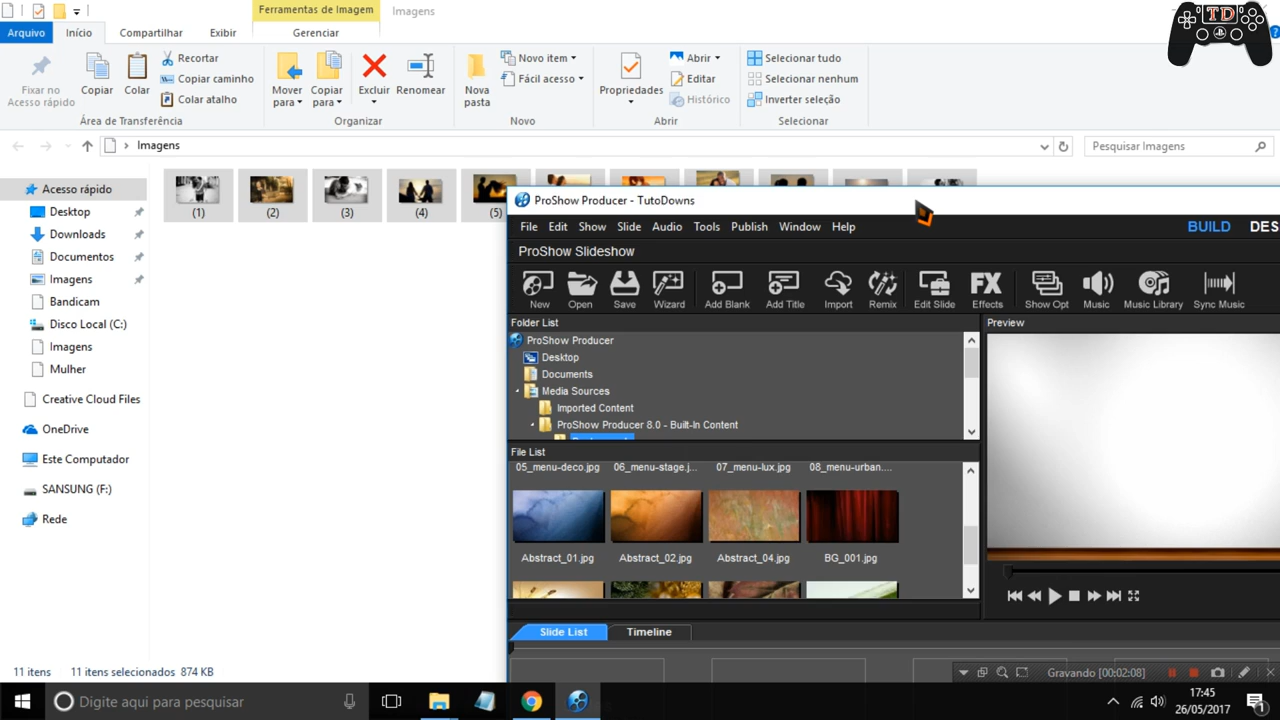 Ferramentas de Imagem
Imagens
TD
Arquivo
Início
Compartilhar
Exibir
Gerenciar
Fixar no Acesso rápido
Copiar
Colar
Recortar
Copiar caminho
Colar atalho
Mover para
Copiar para
Excluir
Renomear
Nova pasta
Novo item
Fácil acesso
Propriedades
Abrir
Editar
Histórico
Selecionar tudo
Selecionar nenhum
Inverter seleção
Área de Transferência
Organizar
Novo
Abrir
Selecionar
Imagens
Pesquisar Imagens
Acesso rápido
Desktop
Downloads
Documentos
Imagens
Bandicam
Disco Local (C:)
Imagens
Mulher
Creative Cloud Files
OneDrive
Este Computador
SANSUNG (F:)
Rede
(1)
(2)
(3)
(4)
(5)
ProShow Producer - TutoDowns
File Edit Show Slide Audio Tools Publish Window Help
BUILD
DES
ProShow Slideshow
New
Open
Save
Wizard
Add Blank
Add Title
Import
Remix
Edit Slide
FX
Effects
Show Opt
Music
Music Library
Sync Music
Folder List
ProShow Producer
Desktop
Documents
Media Sources
Imported Content
ProShow Producer 8.0 - Built-In Content
Preview
File List
05_menu-deco.jpg
06_menu-stage.j...
07_menu-lux.jpg
08_menu-urban....
Abstract_01.jpg
Abstract_02.jpg
Abstract_04.jpg
BG_001.jpg
Slide List
Timeline
11 itens
11 itens selecionados 874 KB
Gravando [00:02:08]
Digite aqui para pesquisar
17:45
26/05/2017
1